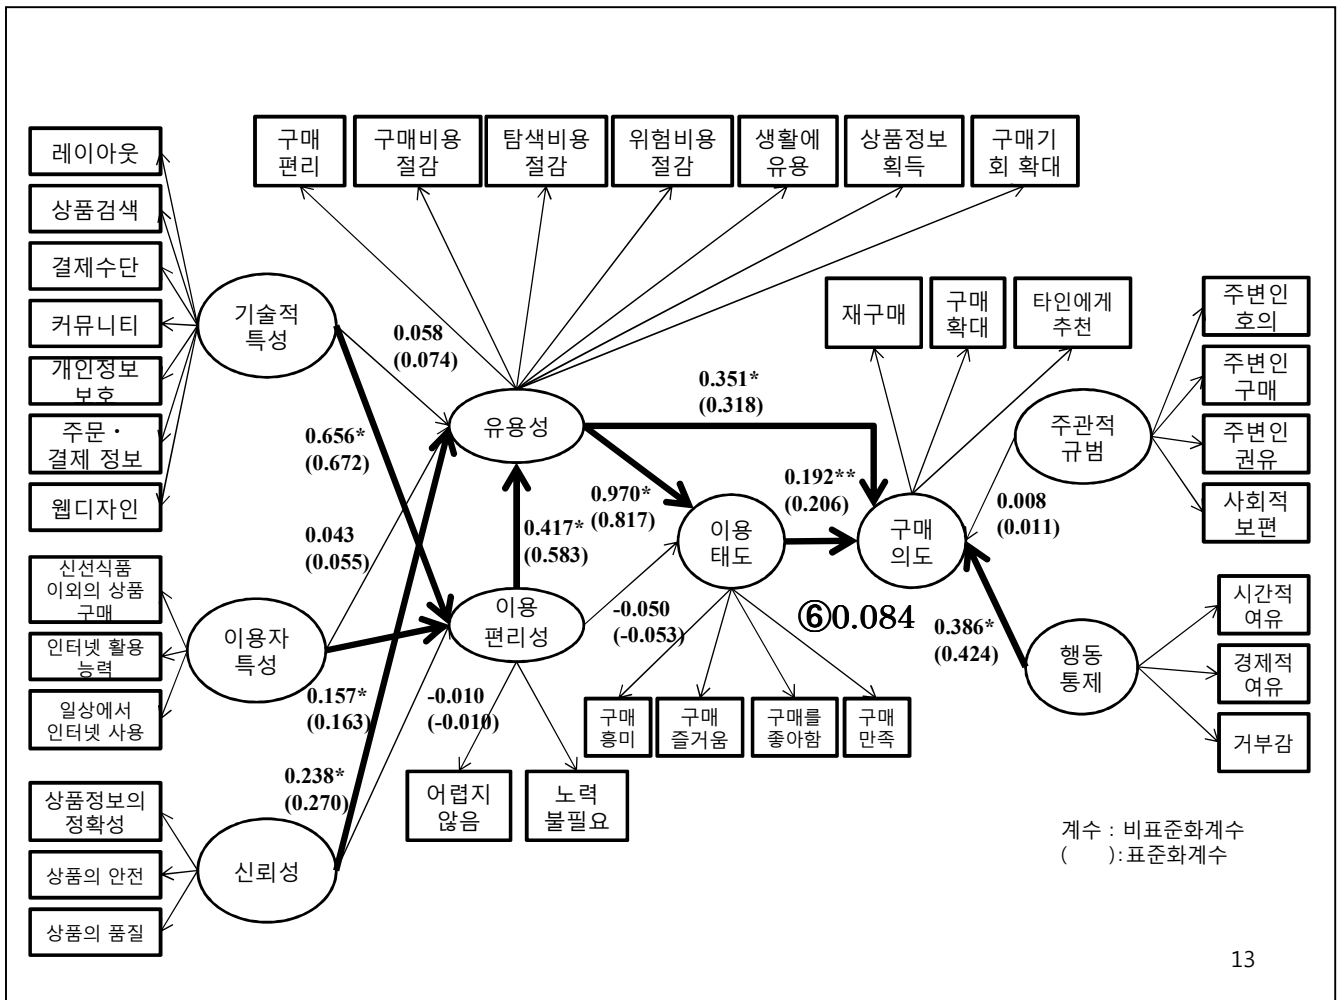 레이아웃
상품검색
결제수단
커뮤니티
개인정보
보호
주문・
결제 정보
웹디자인
신선식품
이외의 상품
구매
인터넷 활용
능력
일상에서
인터넷 사용
상품정보의
정확성
상품의 안전
상품의 품질
기술적
특성
이용자
특성
신뢰성
구매
편리
구매비용
절감
탐색비용
절감
위험비용
절감
생활에
유용
상품정보
획득
구매기
회 확대
0.058
(0.074)
0.656*
(0.672)
0.043
(0.055)
0.157*
(0.163)
0.238*
(0.270)
-0.010
(-0.010)
유용성
0.417*
(0.583)
이용
편리성
어렵지
않음
노력
불필요
0.351*
(0.318)
0.970*
(0.817)
0.192**
(0.206)
-0.050
(-0.053)
이용
태도
⑥0.084
구매
흥미
구매
즐거움
구매를
좋아함
구매
만족
재구매
구매
확대
타인에게
추천
구매
의도
0.008
(0.011)
0.386*
(0.424)
주관적
규범
행동
통제
주변인
호의
주변인
구매
주변인
권유
사회적
보편
시간적
여유
경제적
여유
거부감
계수 : 비표준화계수
( ):표준화계수
13